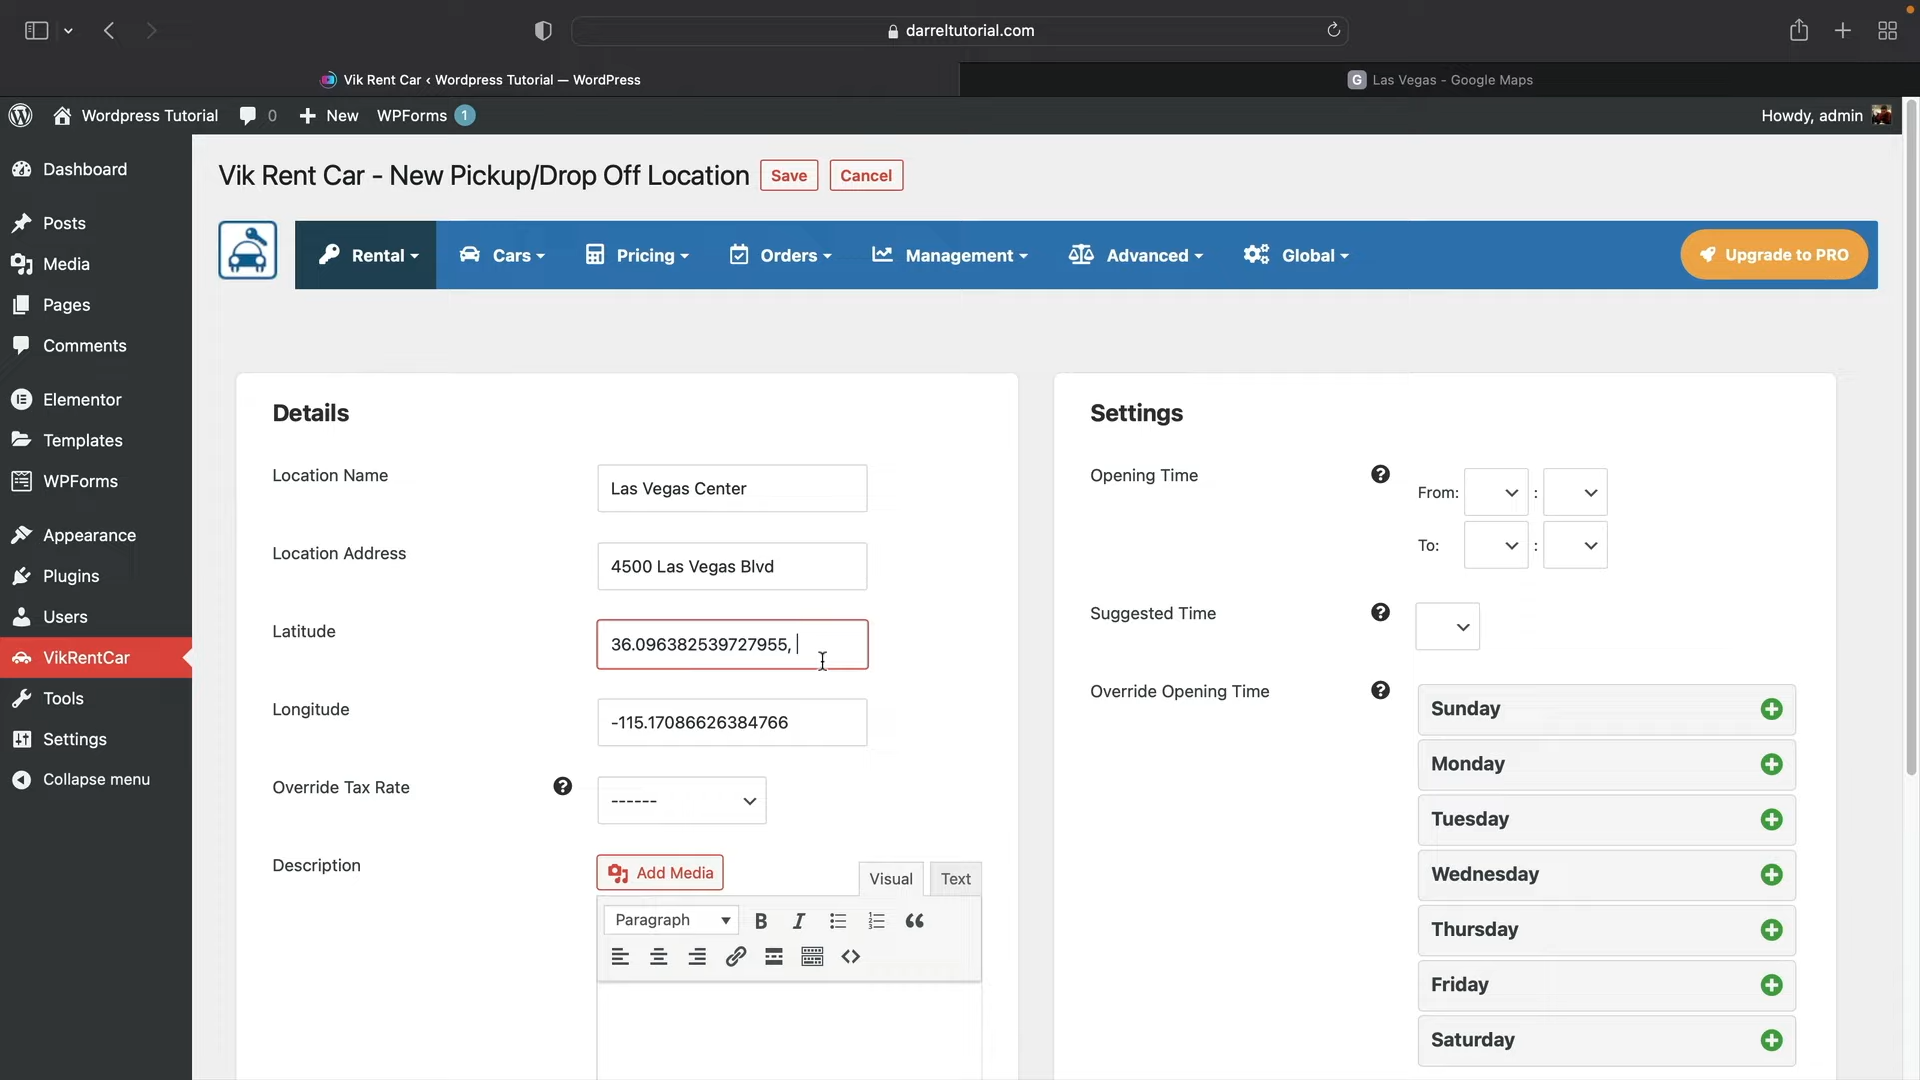 darreltutorial.com
Vik Rent Car ‹ Wordpress Tutorial — WordPress
G Las Vegas - Google Maps
Wordpress Tutorial 0 New WPForms 1
Howdy, admin
Dashboard
Posts
Media
Pages
Comments
Elementor
Templates
WPForms
Appearance
Plugins
Users
VikRentCar
Tools
Settings
Collapse menu
Vik Rent Car - New Pickup/Drop Off Location Save Cancel
Rental Cars Pricing Orders Management Advanced Global Upgrade to PRO
Details
Location Name Las Vegas Center
Location Address 4500 Las Vegas Blvd
Latitude 36.096382539727955,
Longitude -115.17086626384766
Override Tax Rate ? ------
Description Add Media Visual Text
Paragraph B I
Settings
Opening Time ? From: :
To: :
Suggested Time ?
Override Opening Time ?
Sunday
Monday
Tuesday
Wednesday
Thursday
Friday
Saturday